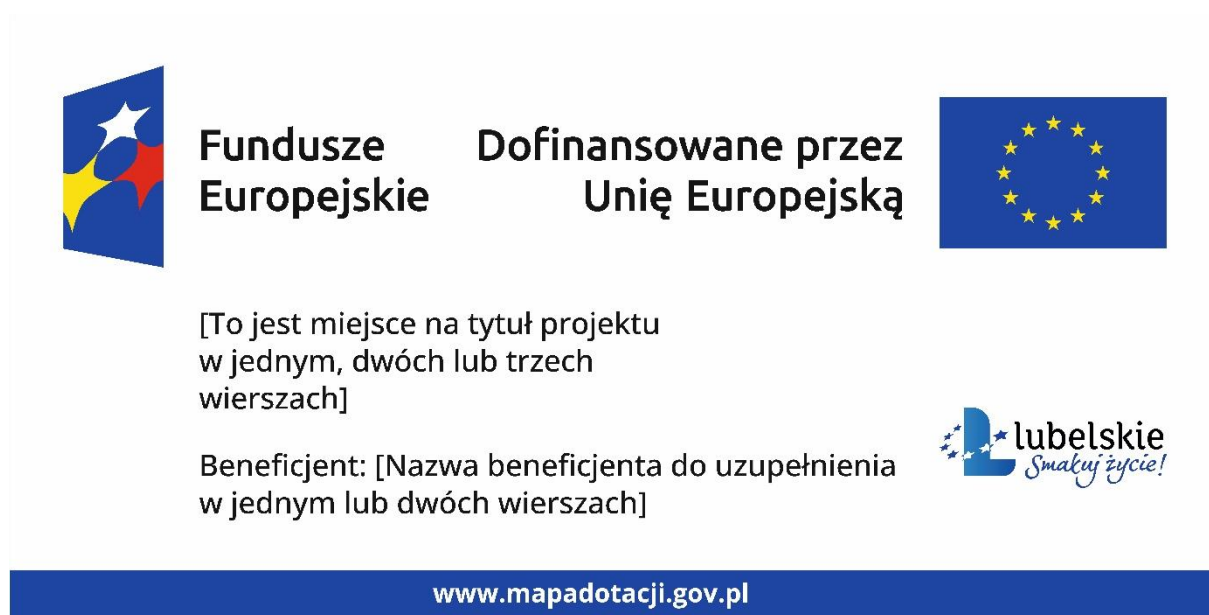 Fundusze
Europejskie
Dofinansowane przez
Unię Europejską
[To jest miejsce na tytuł projektu
w jednym, dwóch lub trzech
wierszach]
Beneficjent: [Nazwa beneficjenta do uzupełnienia
w jednym lub dwóch wierszach]
lubelskie
Smakuj życie!
www.mapadotacji.gov.pl